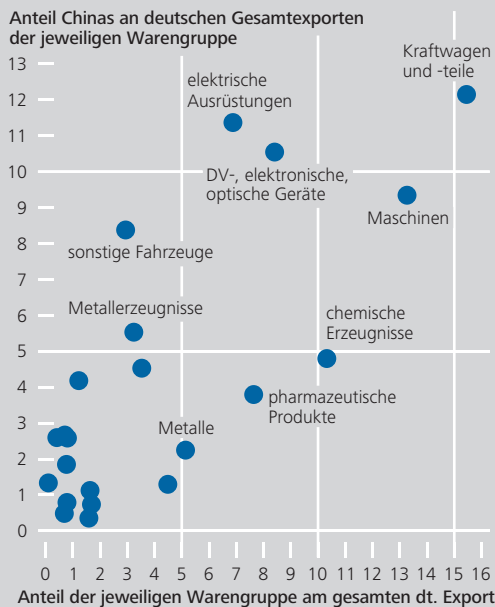 Anteil Chinas an deutschen Gesamtexporten
der jeweiligen Warengruppe
Kraftwagen
und -teile
elektrische
Ausrüstungen
DV-, elektronische,
optische Geräte
Maschinen
sonstige Fahrzeuge
Metallerzeugnisse
chemische
Erzeugnisse
pharmazeutische
Produkte
Metalle
13
12
11
10
9
8
7
6
5
4
3
2
1
0
0 1 2 3 4 5 6 7 8 9 10 11 12 13 14 15 16
Anteil der jeweiligen Warengruppe am gesamten dt. Export